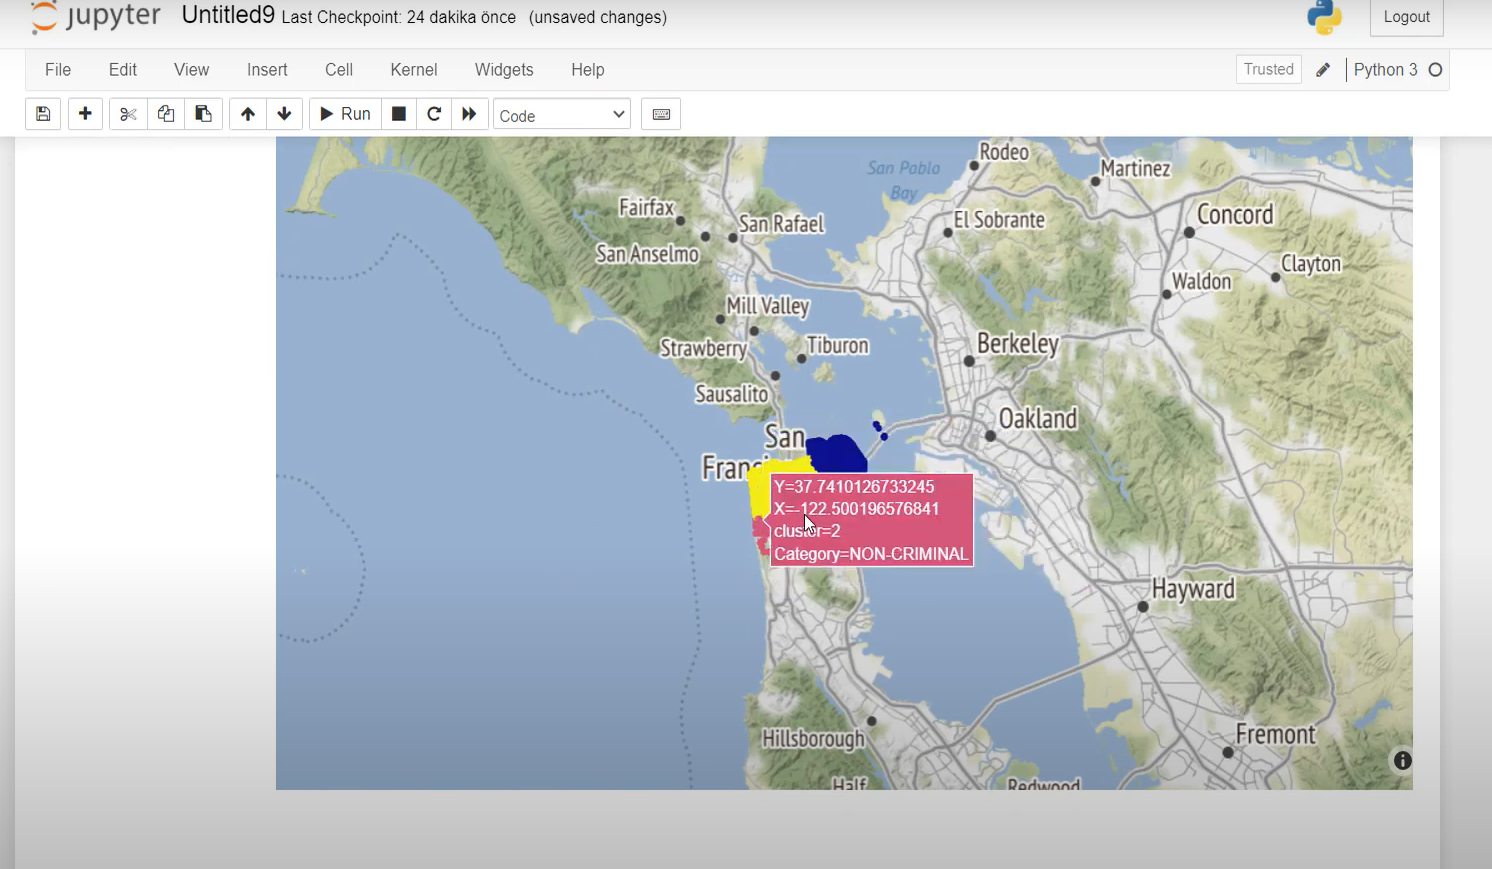 jupyter Untitled9 Last Checkpoint: 24 dakika önce (unsaved changes) Logout
File Edit View Insert Cell Kernel Widgets Help Trusted Python 3
Run Code
San Pablo
Bay
Rodeo
Martinez
Fairfax
San Rafael
El Sobrante
Concord
San Anselmo
Clayton
Waldon
Mill Valley
Strawberry
Tiburon
Berkeley
Sausalito
San
Oakland
Y=37.7410126733245
X=-122.500196576841
cluster=2
Category=NON-CRIMINAL
Hayward
Hillsborough
Fremont
Half
Redwood